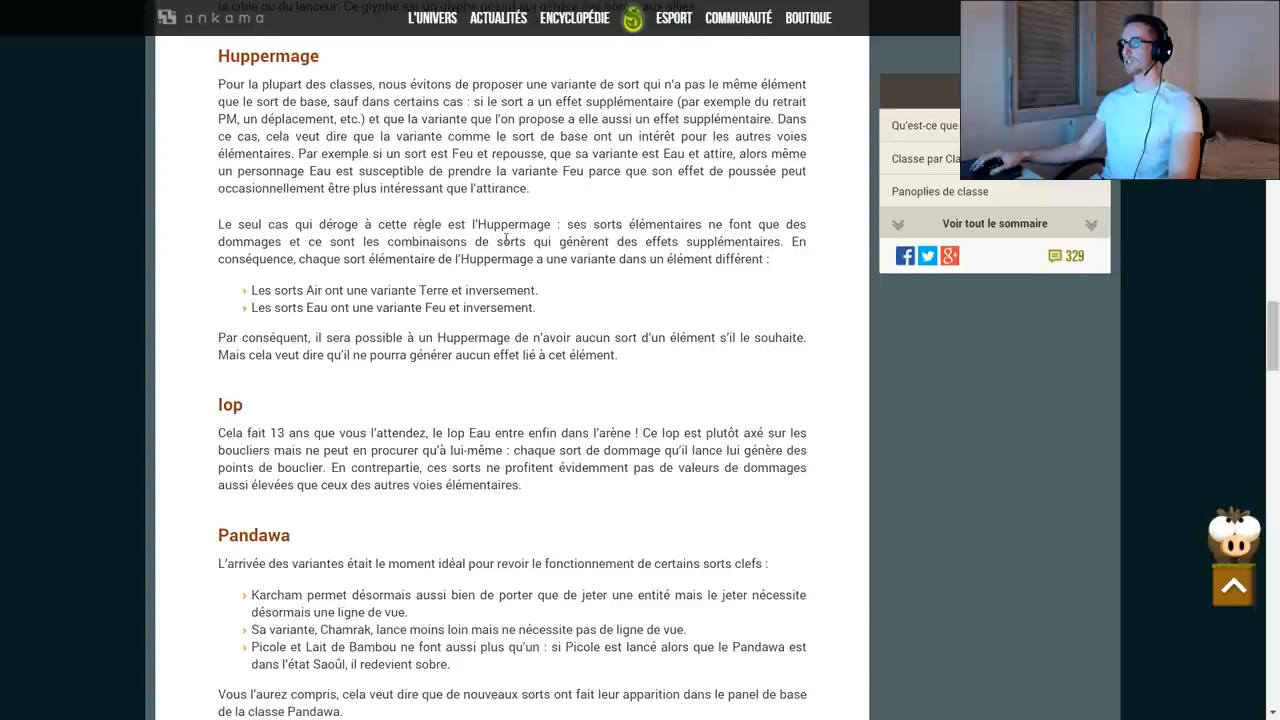 la cible ou du lanceur. Ce glyphe est un glyphe
ankama
L'UNIVERS ACTUALITÉS ENCYCLOPÉDIE ESPORT COMMUNAUTÉ BOUTIQUE
Huppermage
Pour la plupart des classes, nous évitons de proposer une variante de sort qui n'a pas le même élément
que le sort de base, sauf dans certains cas : si le sort a un effet supplémentaire (par exemple du retrait
PM, un déplacement, etc.) et que la variante que l'on propose a elle aussi un effet supplémentaire. Dans
ce cas, cela veut dire que la variante comme le sort de base ont un intérêt pour les autres voies
élémentaires. Par exemple si un sort est Feu et repousse, que sa variante est Eau et attire, alors même
un personnage Eau est susceptible de prendre la variante Feu parce que son effet de poussée peut
occasionnellement être plus intéressant que l'attirance.
Le seul cas qui déroge à cette règle est l'Huppermage : ses sorts élémentaires ne font que des
dommages et ce sont les combinaisons de sorts qui génèrent des effets supplémentaires. En
conséquence, chaque sort élémentaire de l'Huppermage a une variante dans un élément différent :
› Les sorts Air ont une variante Terre et inversement.
› Les sorts Eau ont une variante Feu et inversement.
Par conséquent, il sera possible à un Huppermage de n'avoir aucun sort d'un élément s'il le souhaite.
Mais cela veut dire qu'il ne pourra générer aucun effet lié à cet élément.
Iop
Cela fait 13 ans que vous l'attendez, le Iop Eau entre enfin dans l'arène ! Ce Iop est plutôt axé sur les
boucliers mais ne peut en procurer qu'à lui-même : chaque sort de dommage qu'il lance lui génère des
points de bouclier. En contrepartie, ces sorts ne profitent évidemment pas de valeurs de dommages
aussi élevées que ceux des autres voies élémentaires.
Pandawa
L'arrivée des variantes était le moment idéal pour revoir le fonctionnement de certains sorts clefs :
› Karcham permet désormais aussi bien de porter que de jeter une entité mais le jeter nécessite
désormais une ligne de vue.
› Sa variante, Chamrak, lance moins loin mais ne nécessite pas de ligne de vue.
› Picole et Lait de Bambou ne font aussi plus qu'un : si Picole est lancé alors que le Pandawa est
dans l'état Saoûl, il redevient sobre.
Vous l'aurez compris, cela veut dire que de nouveaux sorts ont fait leur apparition dans le panel de base
de la classe Pandawa.
Qu'est-ce que
Classe par Cla
Panoplies de classe
Voir tout le sommaire
329